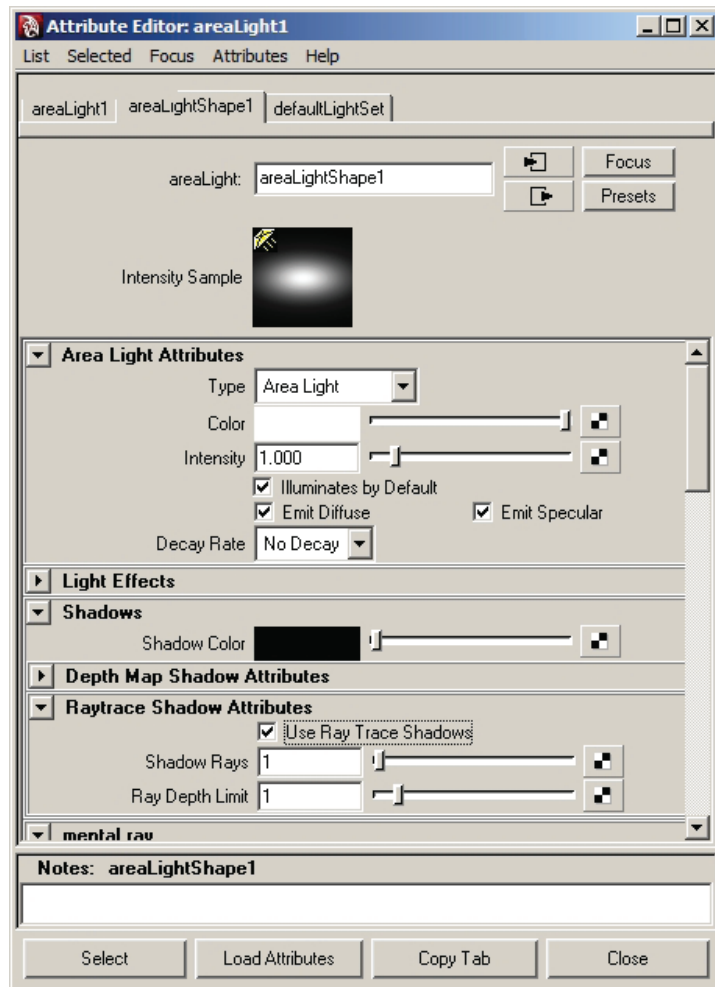 Attribute Editor: areaLight1
List Selected Focus Attributes Help
areaLight1 areaLightShape1 defaultLightSet
areaLight: areaLightShape1 Focus
Presets
Intensity Sample
Area Light Attributes
Type Area Light
Color
Intensity 1.000
Illuminates by Default
Emit Diffuse Emit Specular
Decay Rate No Decay
Light Effects
Shadows
Shadow Color
Depth Map Shadow Attributes
Raytrace Shadow Attributes
Use Ray Trace Shadows
Shadow Rays 1
Ray Depth Limit 1
mental ray
Notes: areaLightShape1
Select Load Attributes Copy Tab Close